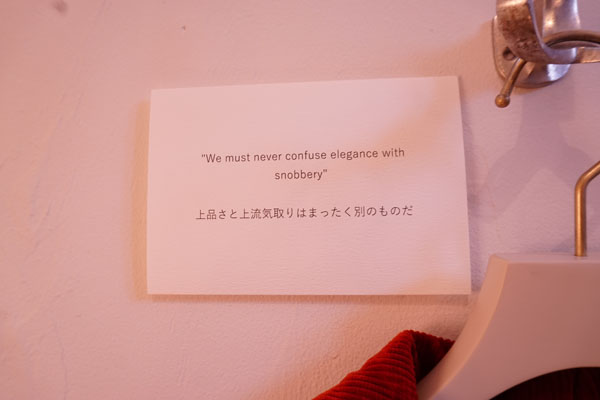 "We must never confuse elegance with
snobbery"
上品さと上流気取りはまったく別のものだ